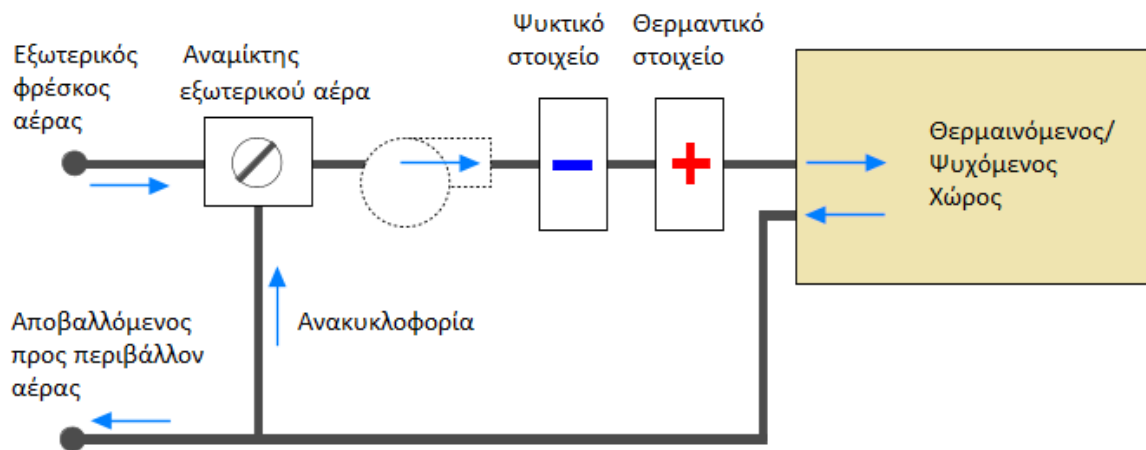 Εξωτερικός
φρέσκος
αέρας
Αναμίκτης
εξωτερικού αέρα
Ψυκτικό
στοιχείο
Θερμαντικό
στοιχείο
Θερμαινόμενος/
Ψυχόμενος
Χώρος
Αποβαλλόμενος
προς περιβάλλον
αέρας
Ανακυκλοφορία